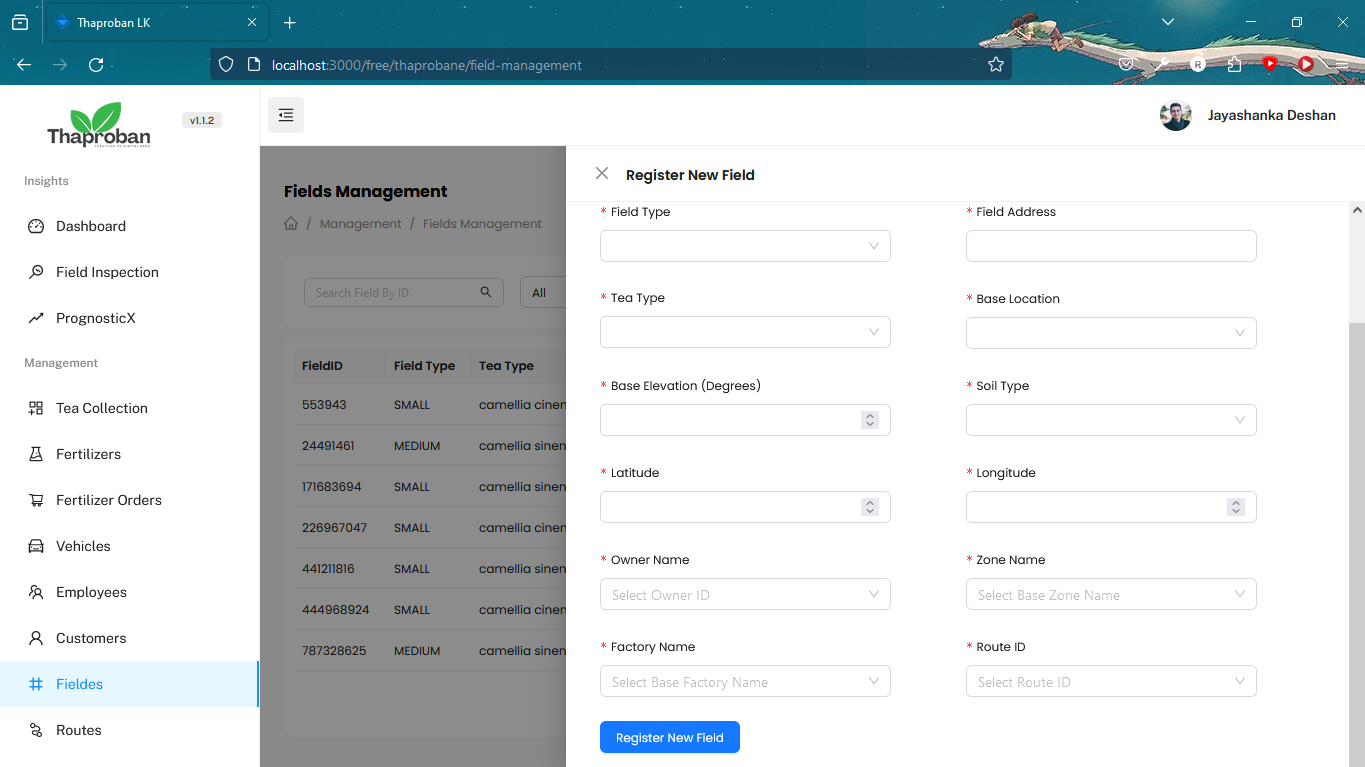 Thaproban LK
localhost:3000/free/thaprobane/field-management
Thaproban
v1.1.2
Jayashanka Deshan
Insights
Dashboard
Field Inspection
PrognosticX
Management
Tea Collection
Fertilizers
Fertilizer Orders
Vehicles
Employees
Customers
Fieldes
Routes
Fields Management
/ Management / Fields Management
Search Field By ID
All
FieldID Field Type Tea Type
553943 SMALL camellia cinen
24491461 MEDIUM camellia sinen
171683694 SMALL camellia sinen
226967047 SMALL camellia cinen
441211816 SMALL camellia sinen
444968924 SMALL camellia cinen
787328625 MEDIUM camellia sinen
Register New Field
* Field Type * Field Address
* Tea Type * Base Location
* Base Elevation (Degrees) * Soil Type
* Latitude * Longitude
* Owner Name * Zone Name
Select Owner ID Select Base Zone Name
* Factory Name * Route ID
Select Base Factory Name Select Route ID
Register New Field